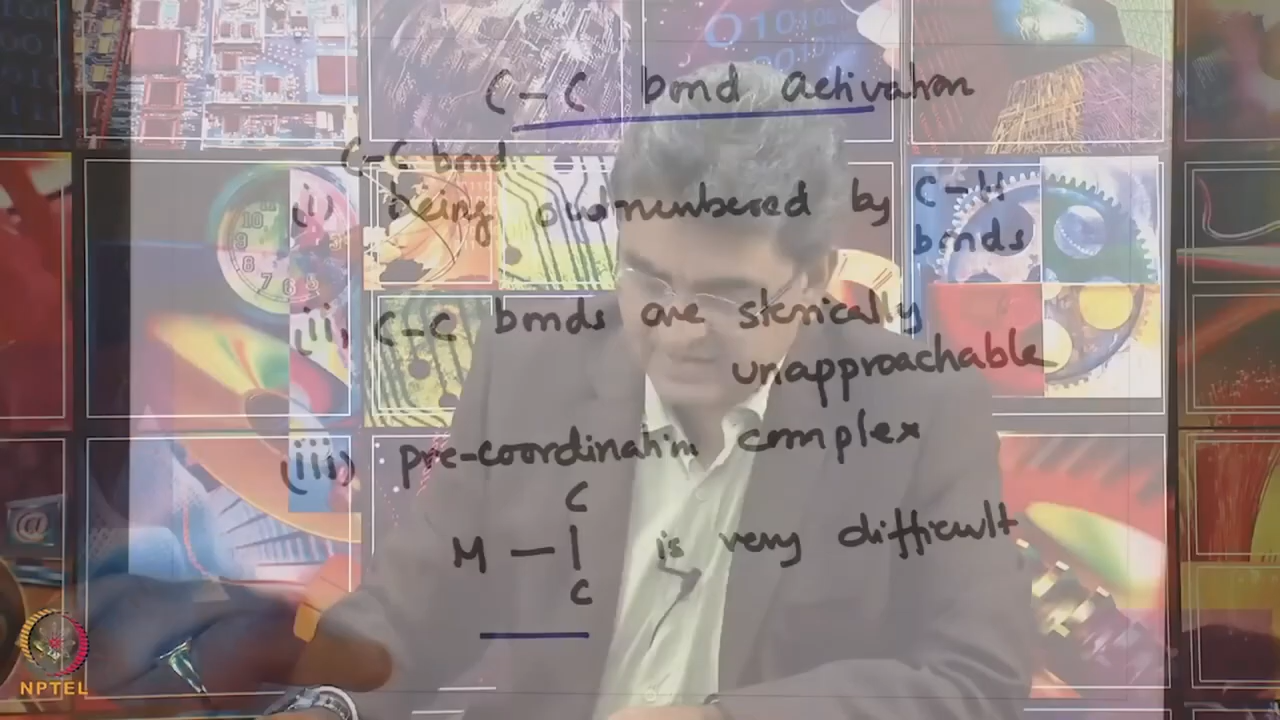 C-C bond activation
C-C bond
(i) being outnumbered by C-H
bonds
(ii) C-C bonds are sterically
unapproachable
(iii) pre-coordination complex
C
M — | is very difficult
C
NPTEL